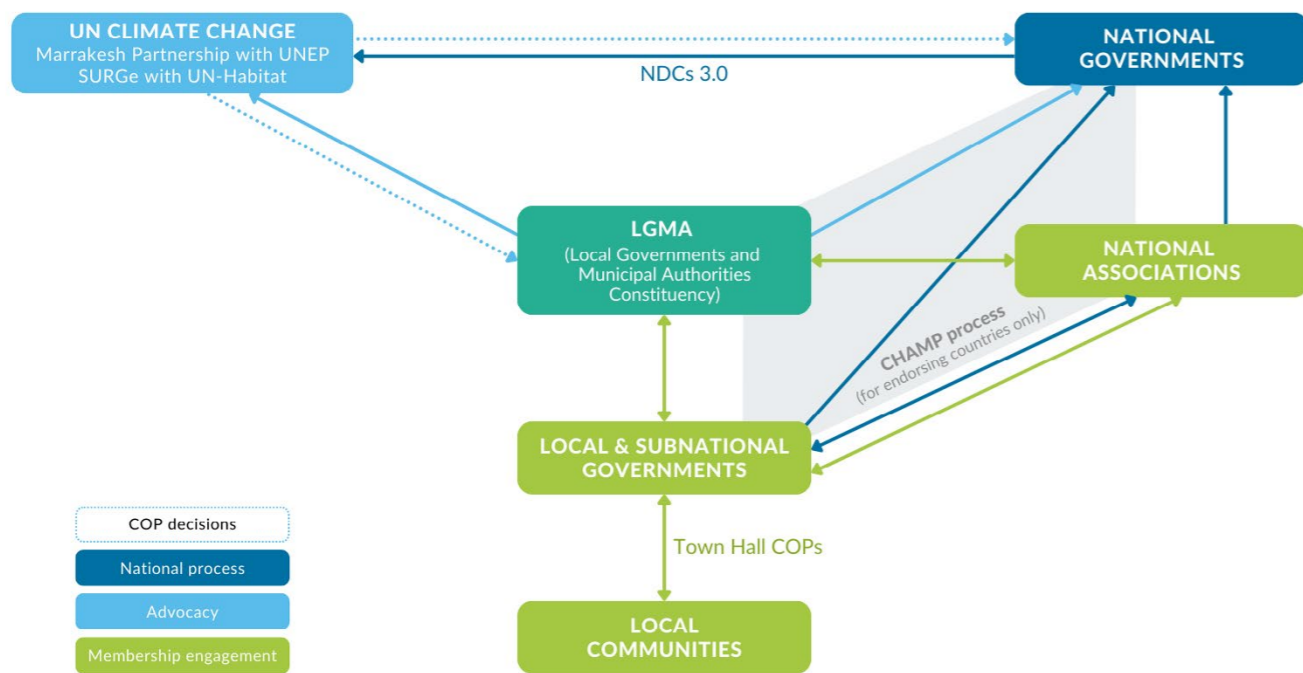 UN CLIMATE CHANGE
Marrakesh Partnership with UNEP
SURGe with UN-Habitat
NATIONAL
GOVERNMENTS
NDCs 3.0
LGMA
(Local Governments and
Municipal Authorities
Constituency)
NATIONAL
ASSOCIATIONS
CHAMP process
(for endorsing countries only)
LOCAL & SUBNATIONAL
GOVERNMENTS
Town Hall COPs
LOCAL
COMMUNITIES
COP decisions
National process
Advocacy
Membership engagement